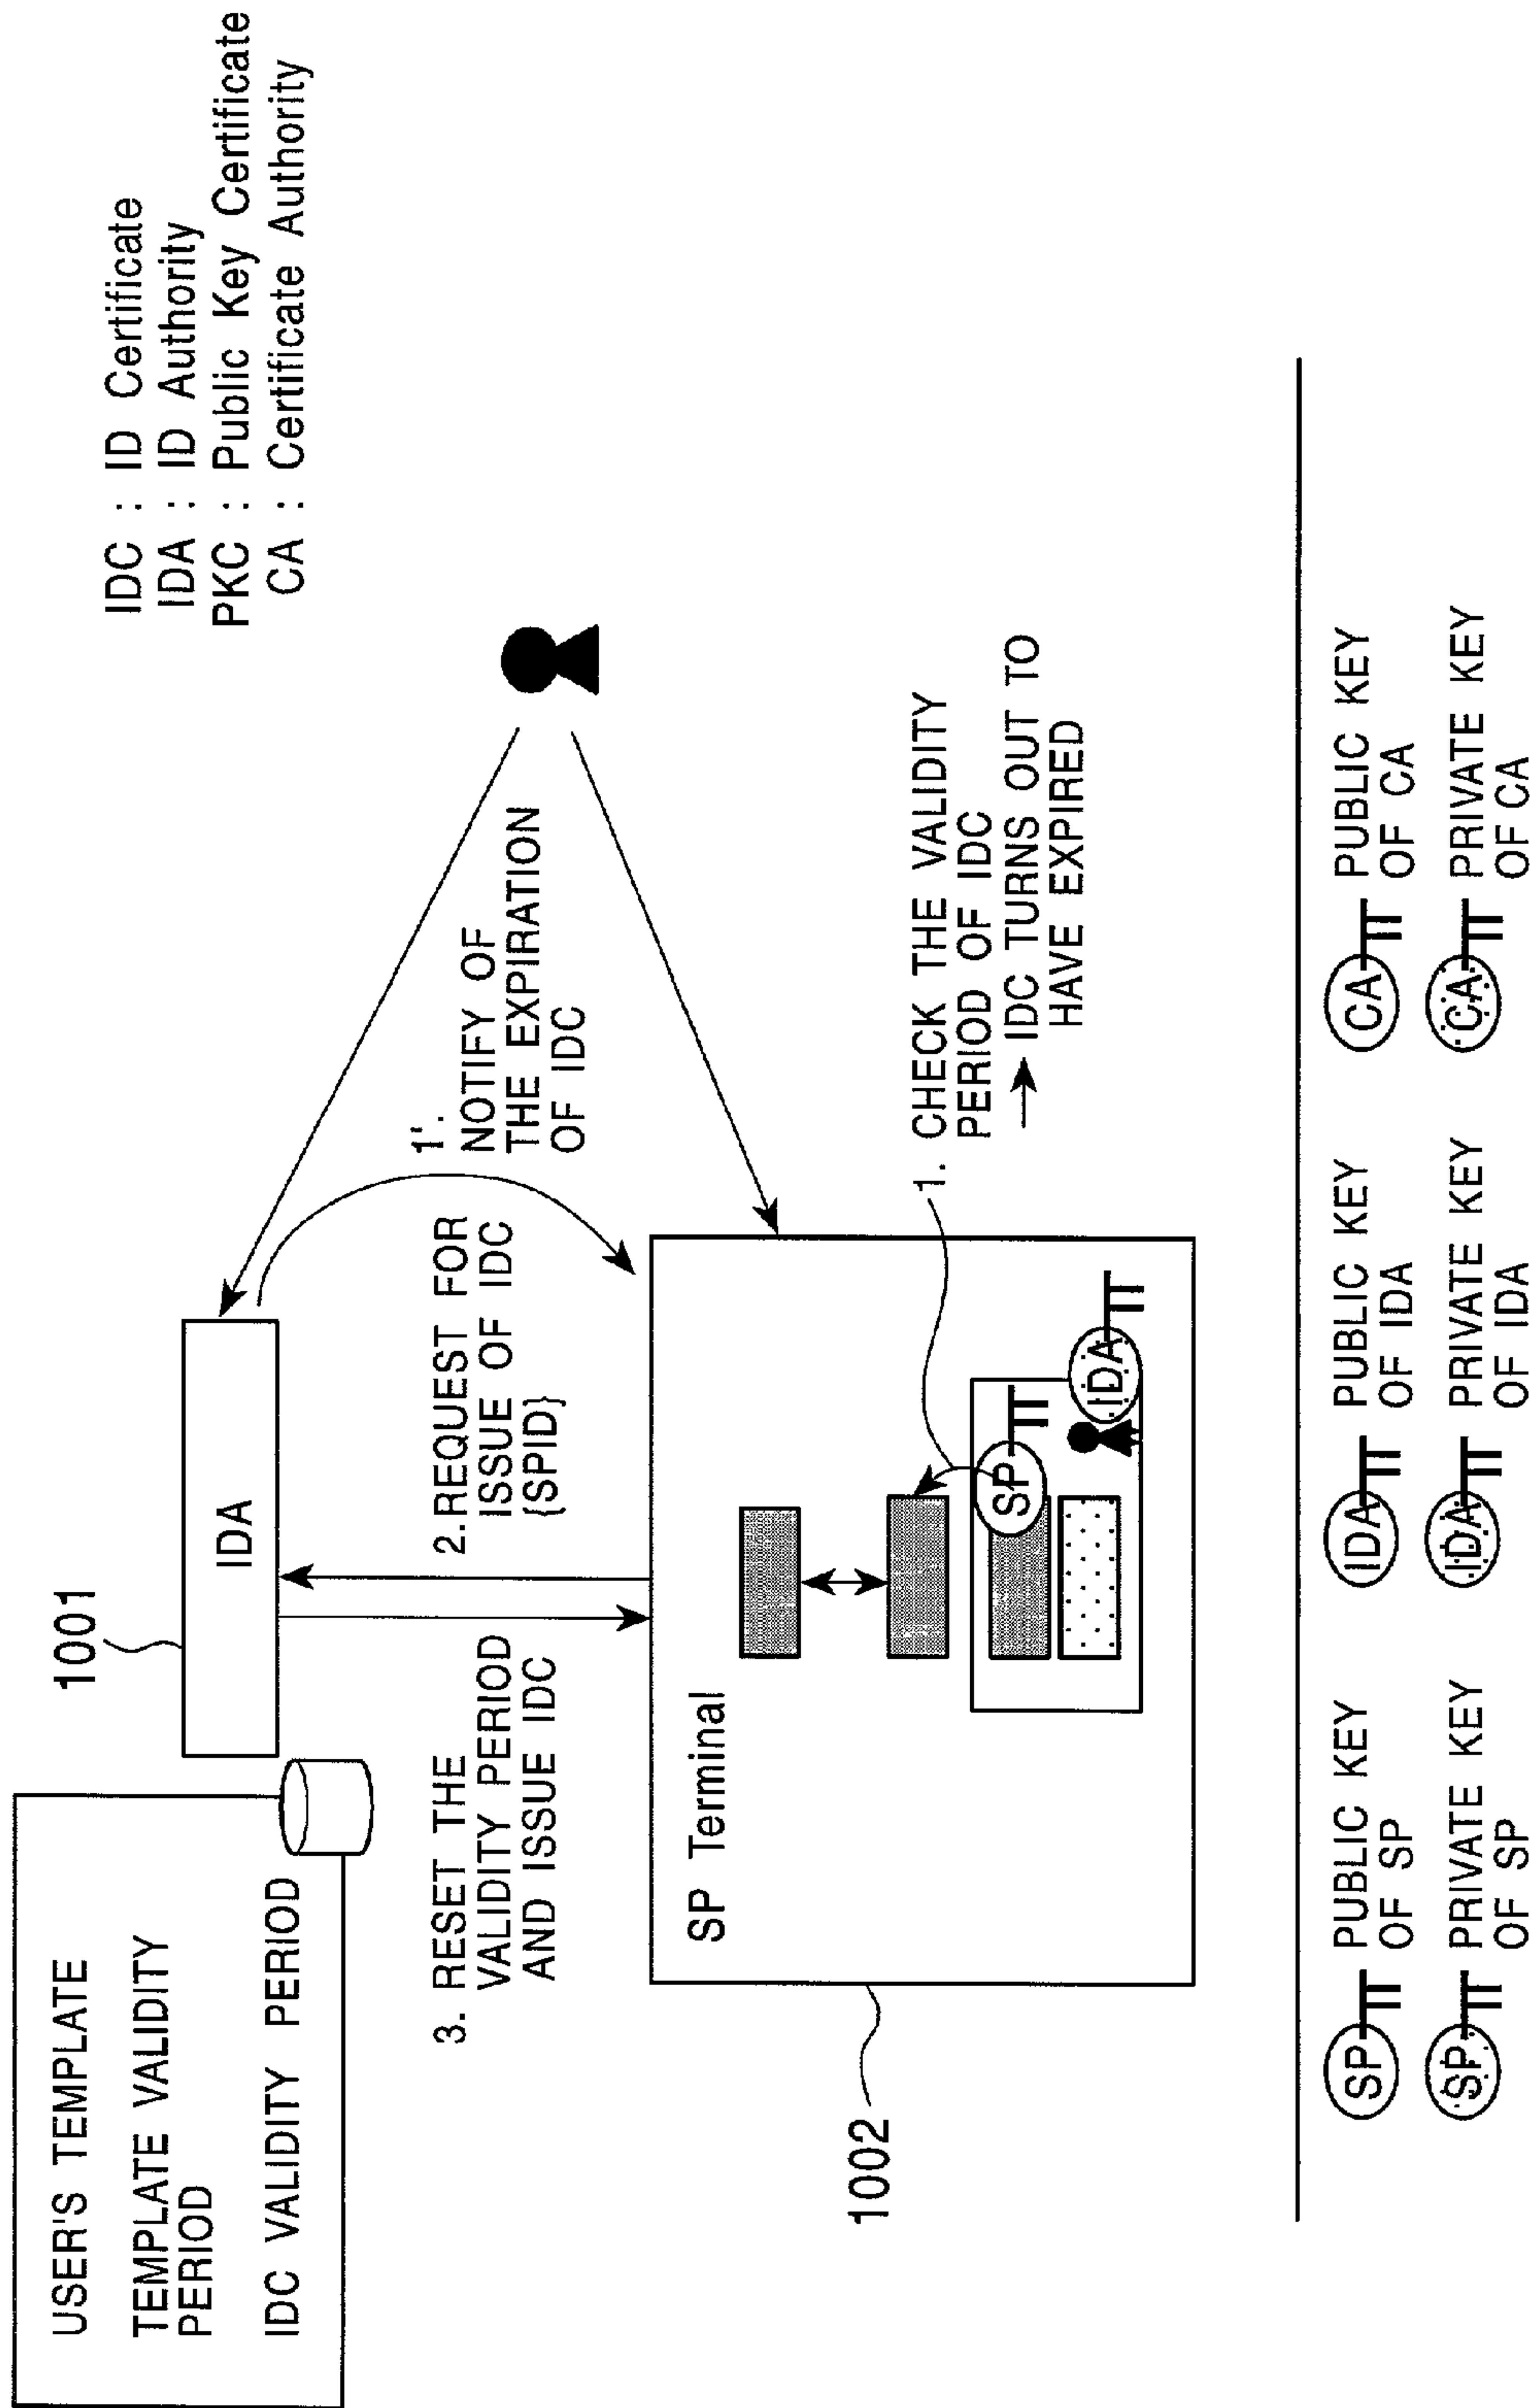 IDC : ID Certificate
IDA : ID Authority
PKC : Public Key Certificate
CA : Certificate Authority
USER'S TEMPLATE
TEMPLATE VALIDITY
PERIOD
IDC VALIDITY PERIOD
1001
IDA
3. RESET THE
VALIDITY PERIOD
AND ISSUE IDC
2. REQUEST FOR
ISSUE OF IDC
{SPID}
1'.
NOTIFY OF
THE EXPIRATION
OF IDC
SP Terminal
1002
SP
IDA
1. CHECK THE VALIDITY
PERIOD OF IDC
→ IDC TURNS OUT TO
HAVE EXPIRED
SP PUBLIC KEY
OF SP
SP PRIVATE KEY
OF SP
IDA PUBLIC KEY
OF IDA
IDA PRIVATE KEY
OF IDA
CA PUBLIC KEY
OF CA
CA PRIVATE KEY
OF CA